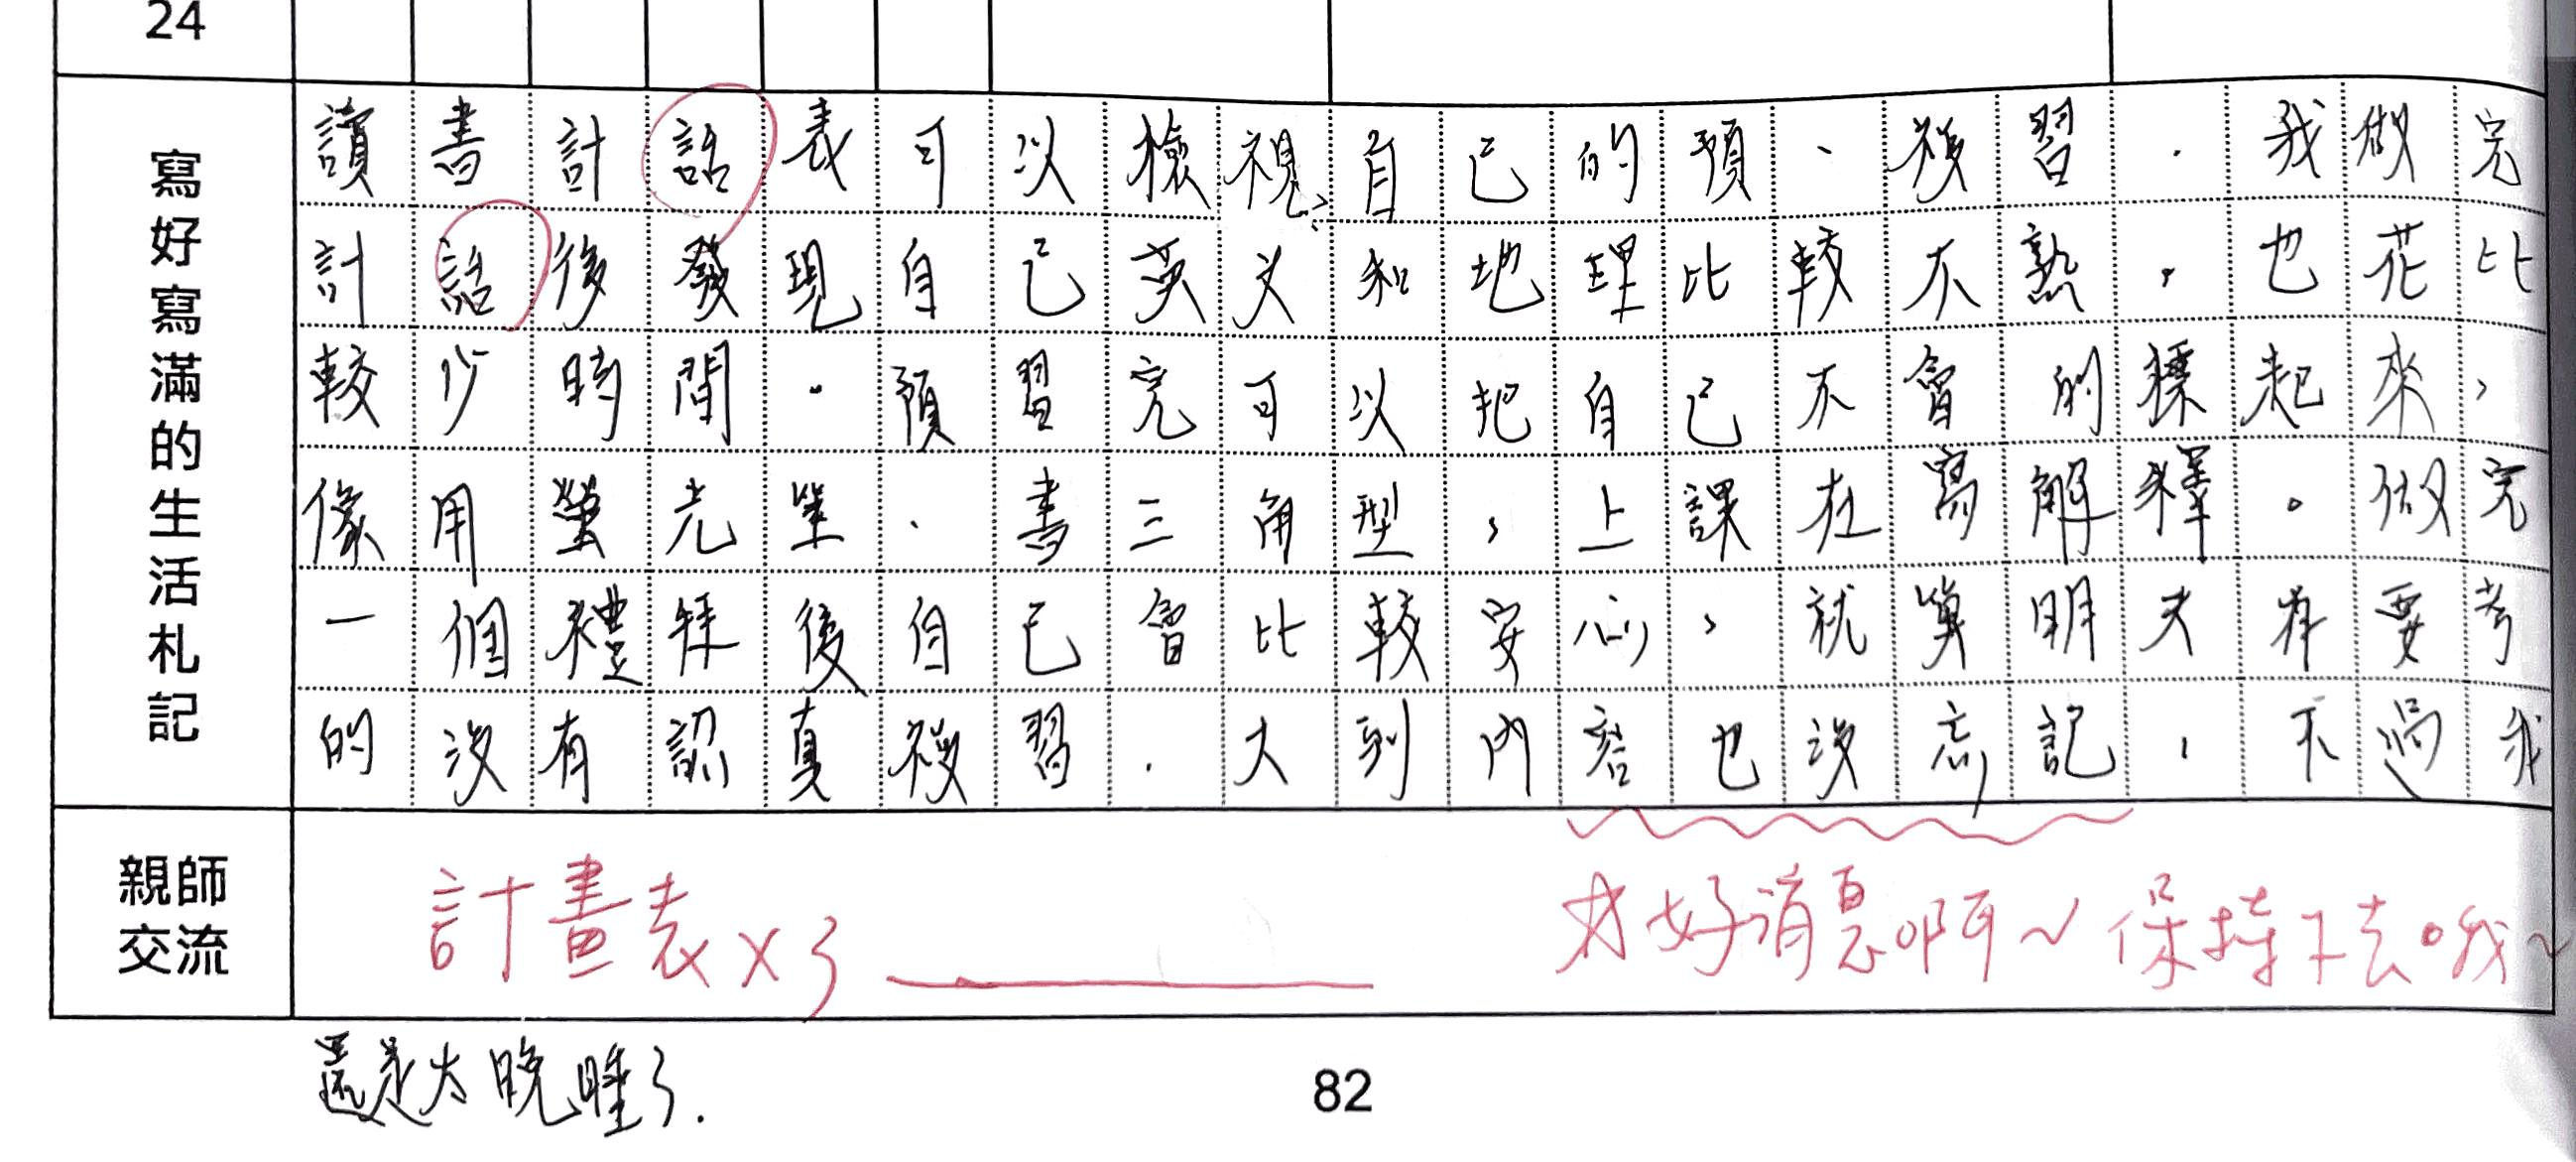 24
寫好寫滿的生活札記
讀書計話表可以檢視自己的預、複習.我做完
計話後發現自己英文和地理比較不熟,也花比
較少時間。預習完可以把自己不會的標起來,
像用螢光筆、畫三角型,上課在寫解釋。做完
一個禮拜後自己會比較安心,就算明天有要考
的沒有認真複習.大到內容也沒忘記,不過我
親師交流
計畫表×3
好消息啊~保持下去哦~
還是太晚睡了.
82